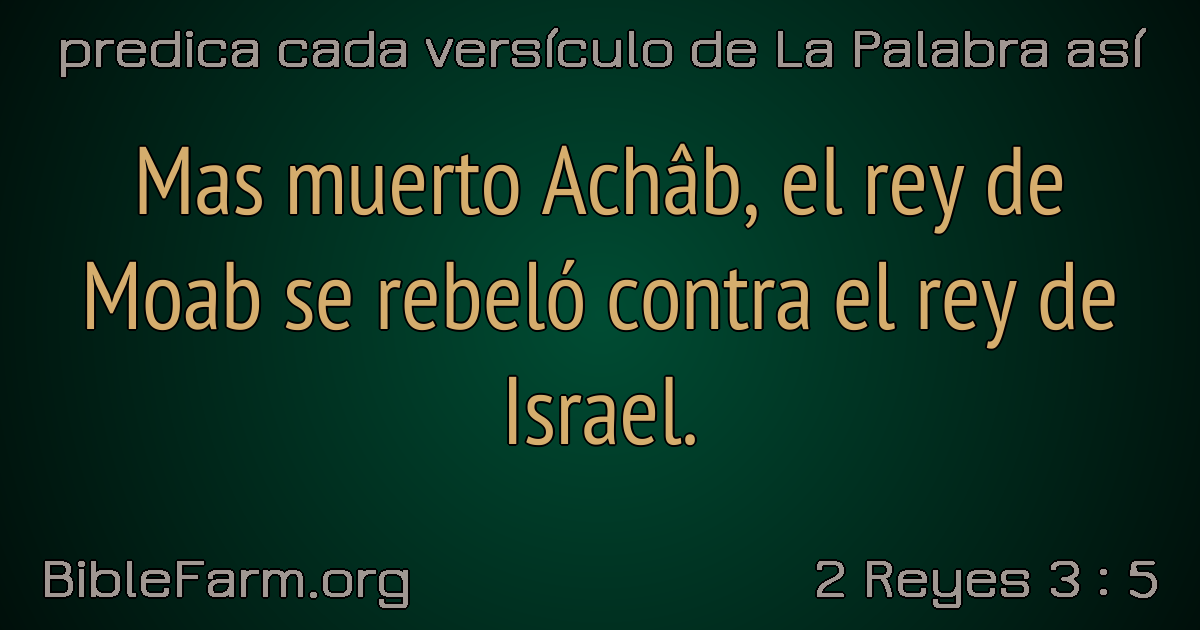 predica cada versículo de La Palabra así
Mas muerto Achâb, el rey de
Moab se rebeló contra el rey de
Israel.
BibleFarm.org
2 Reyes 3 : 5